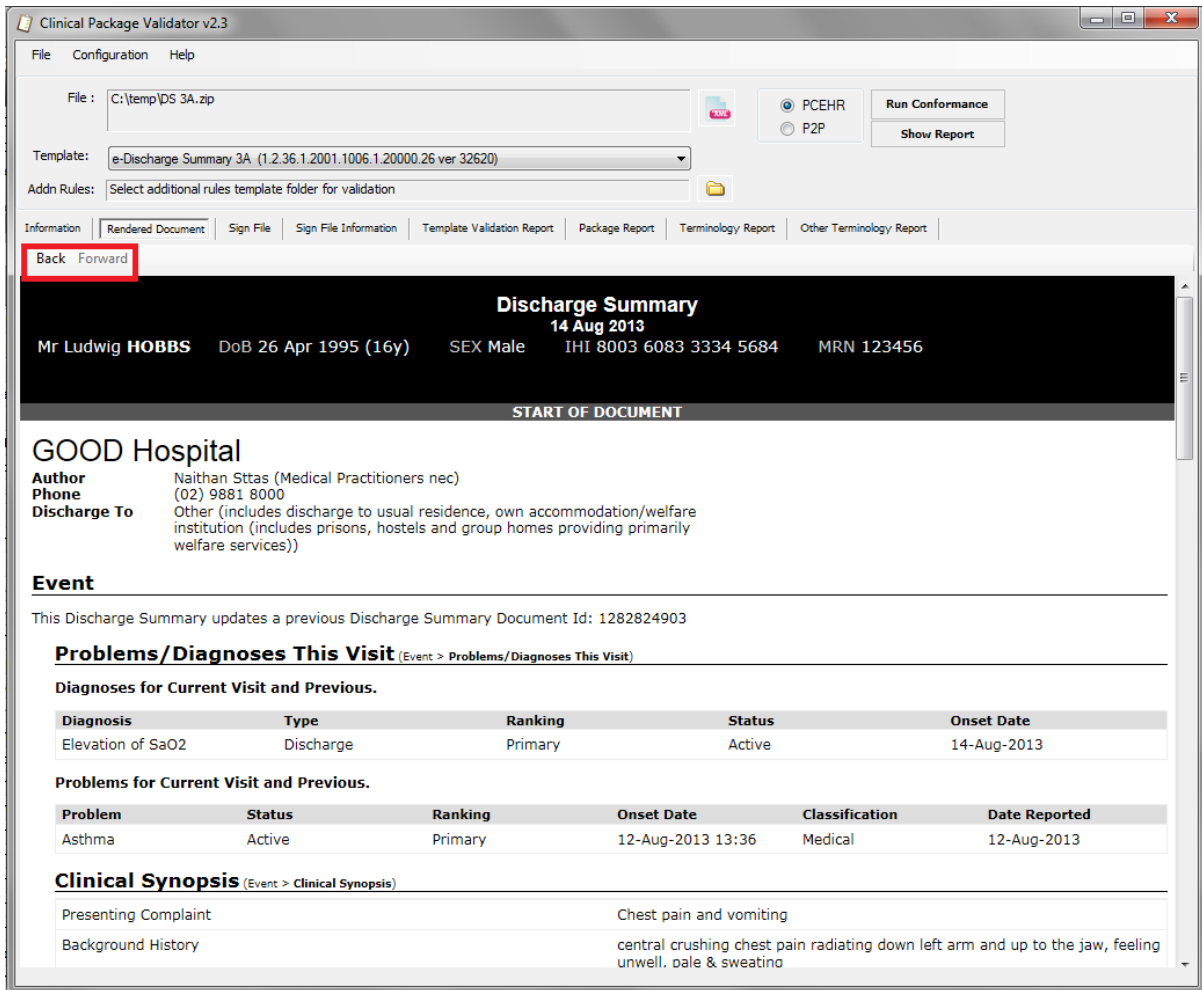 Clinical Package Validator v2.3
File Configuration Help
File : C:\temp\DS 3A.zip
XML
PCEHR
Run Conformance
P2P
Show Report
Template: e-Discharge Summary 3A (1.2.36.1.2001.1006.1.20000.26 ver 32620)
Addn Rules: Select additional rules template folder for validation
Information Rendered Document Sign File Sign File Information Template Validation Report Package Report Terminology Report Other Terminology Report
Back Forward
Discharge Summary
14 Aug 2013
Mr Ludwig HOBBS DoB 26 Apr 1995 (16y) SEX Male IHI 8003 6083 3334 5684 MRN 123456
START OF DOCUMENT
GOOD Hospital
Author Naithan Sttas (Medical Practitioners nec)
Phone (02) 9881 8000
Discharge To Other (includes discharge to usual residence, own accommodation/welfare
institution (includes prisons, hostels and group homes providing primarily
welfare services))
Event
This Discharge Summary updates a previous Discharge Summary Document Id: 1282824903
Problems/Diagnoses This Visit (Event > Problems/Diagnoses This Visit)
Diagnoses for Current Visit and Previous.
Diagnosis Type Ranking Status Onset Date
Elevation of SaO2 Discharge Primary Active 14-Aug-2013
Problems for Current Visit and Previous.
Problem Status Ranking Onset Date Classification Date Reported
Asthma Active Primary 12-Aug-2013 13:36 Medical 12-Aug-2013
Clinical Synopsis (Event > Clinical Synopsis)
Presenting Complaint Chest pain and vomiting
Background History central crushing chest pain radiating down left arm and up to the jaw, feeling
unwell, pale & sweating